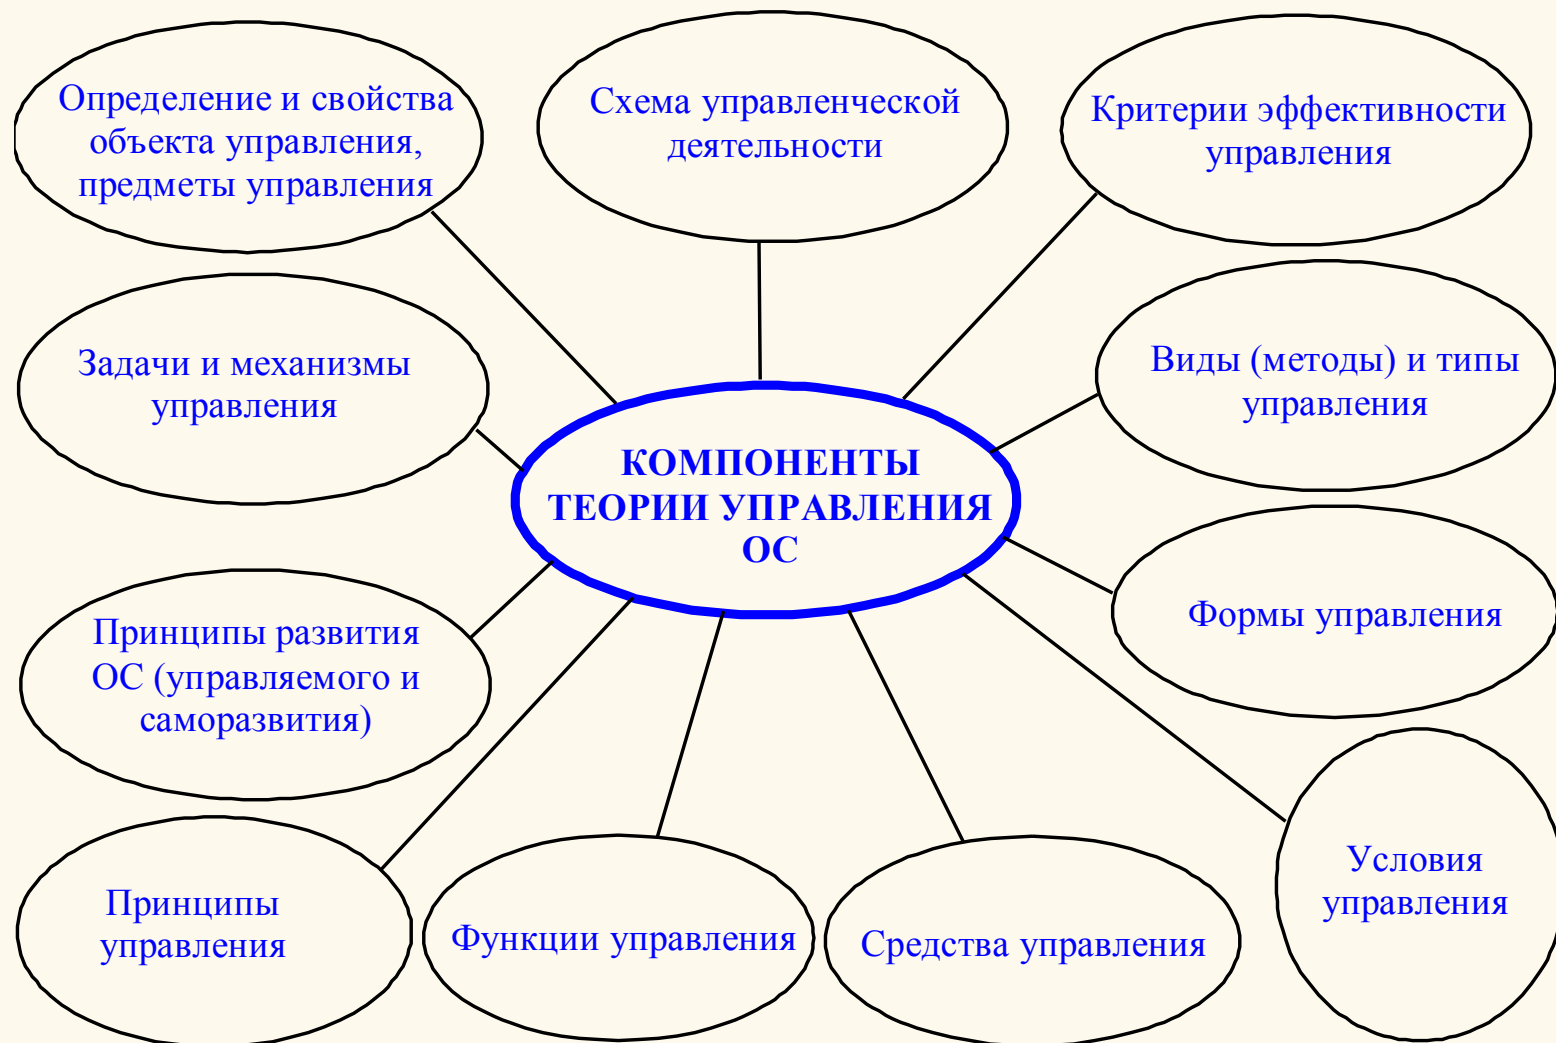 Определение и свойства
объекта управления,
предметы управления
Схема управленческой
деятельности
Критерии эффективности
управления
Задачи и механизмы
управления
Виды (методы) и типы
управления
КОМПОНЕНТЫ
ТЕОРИИ УПРАВЛЕНИЯ
ОС
Принципы развития
ОС (управляемого и
саморазвития)
Формы управления
Принципы
управления
Функции управления
Средства управления
Условия
управления